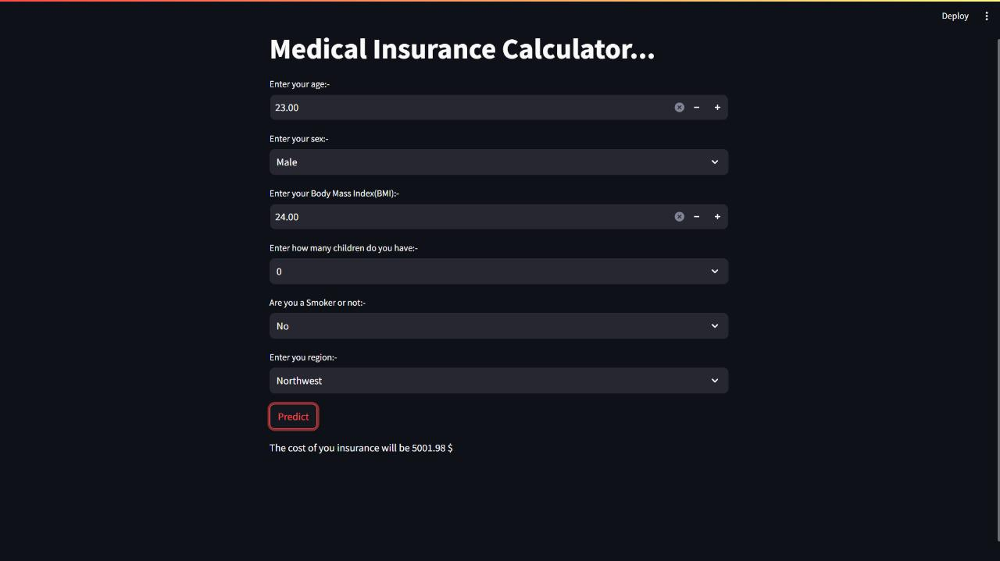 Deploy
Medical Insurance Calculator...
Enter your age:-
23.00
Enter your sex:-
Male
Enter your Body Mass Index(BMI):-
24.00
Enter how many children do you have:-
0
Are you a Smoker or not:-
No
Enter you region:-
Northwest
Predict
The cost of you insurance will be 5001.98 $